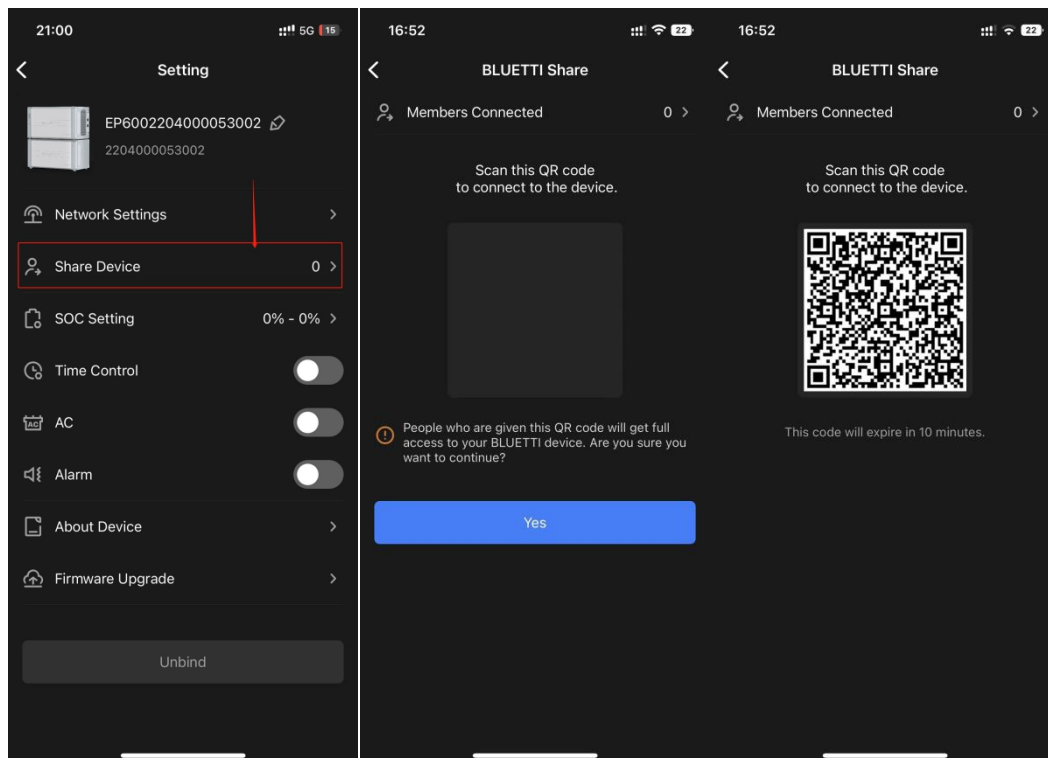 21:00
5G 15
Setting
EP6002204000053002
2204000053002
Network Settings
Share Device 0
SOC Setting 0% - 0%
Time Control
AC AC
Alarm
About Device
Firmware Upgrade
Unbind
16:52
22
BLUETTI Share
Members Connected 0
Scan this QR code
to connect to the device.
People who are given this QR code will get full
access to your BLUETTI device. Are you sure you
want to continue?
Yes
16:52
22
BLUETTI Share
Members Connected 0
Scan this QR code
to connect to the device.
This code will expire in 10 minutes.